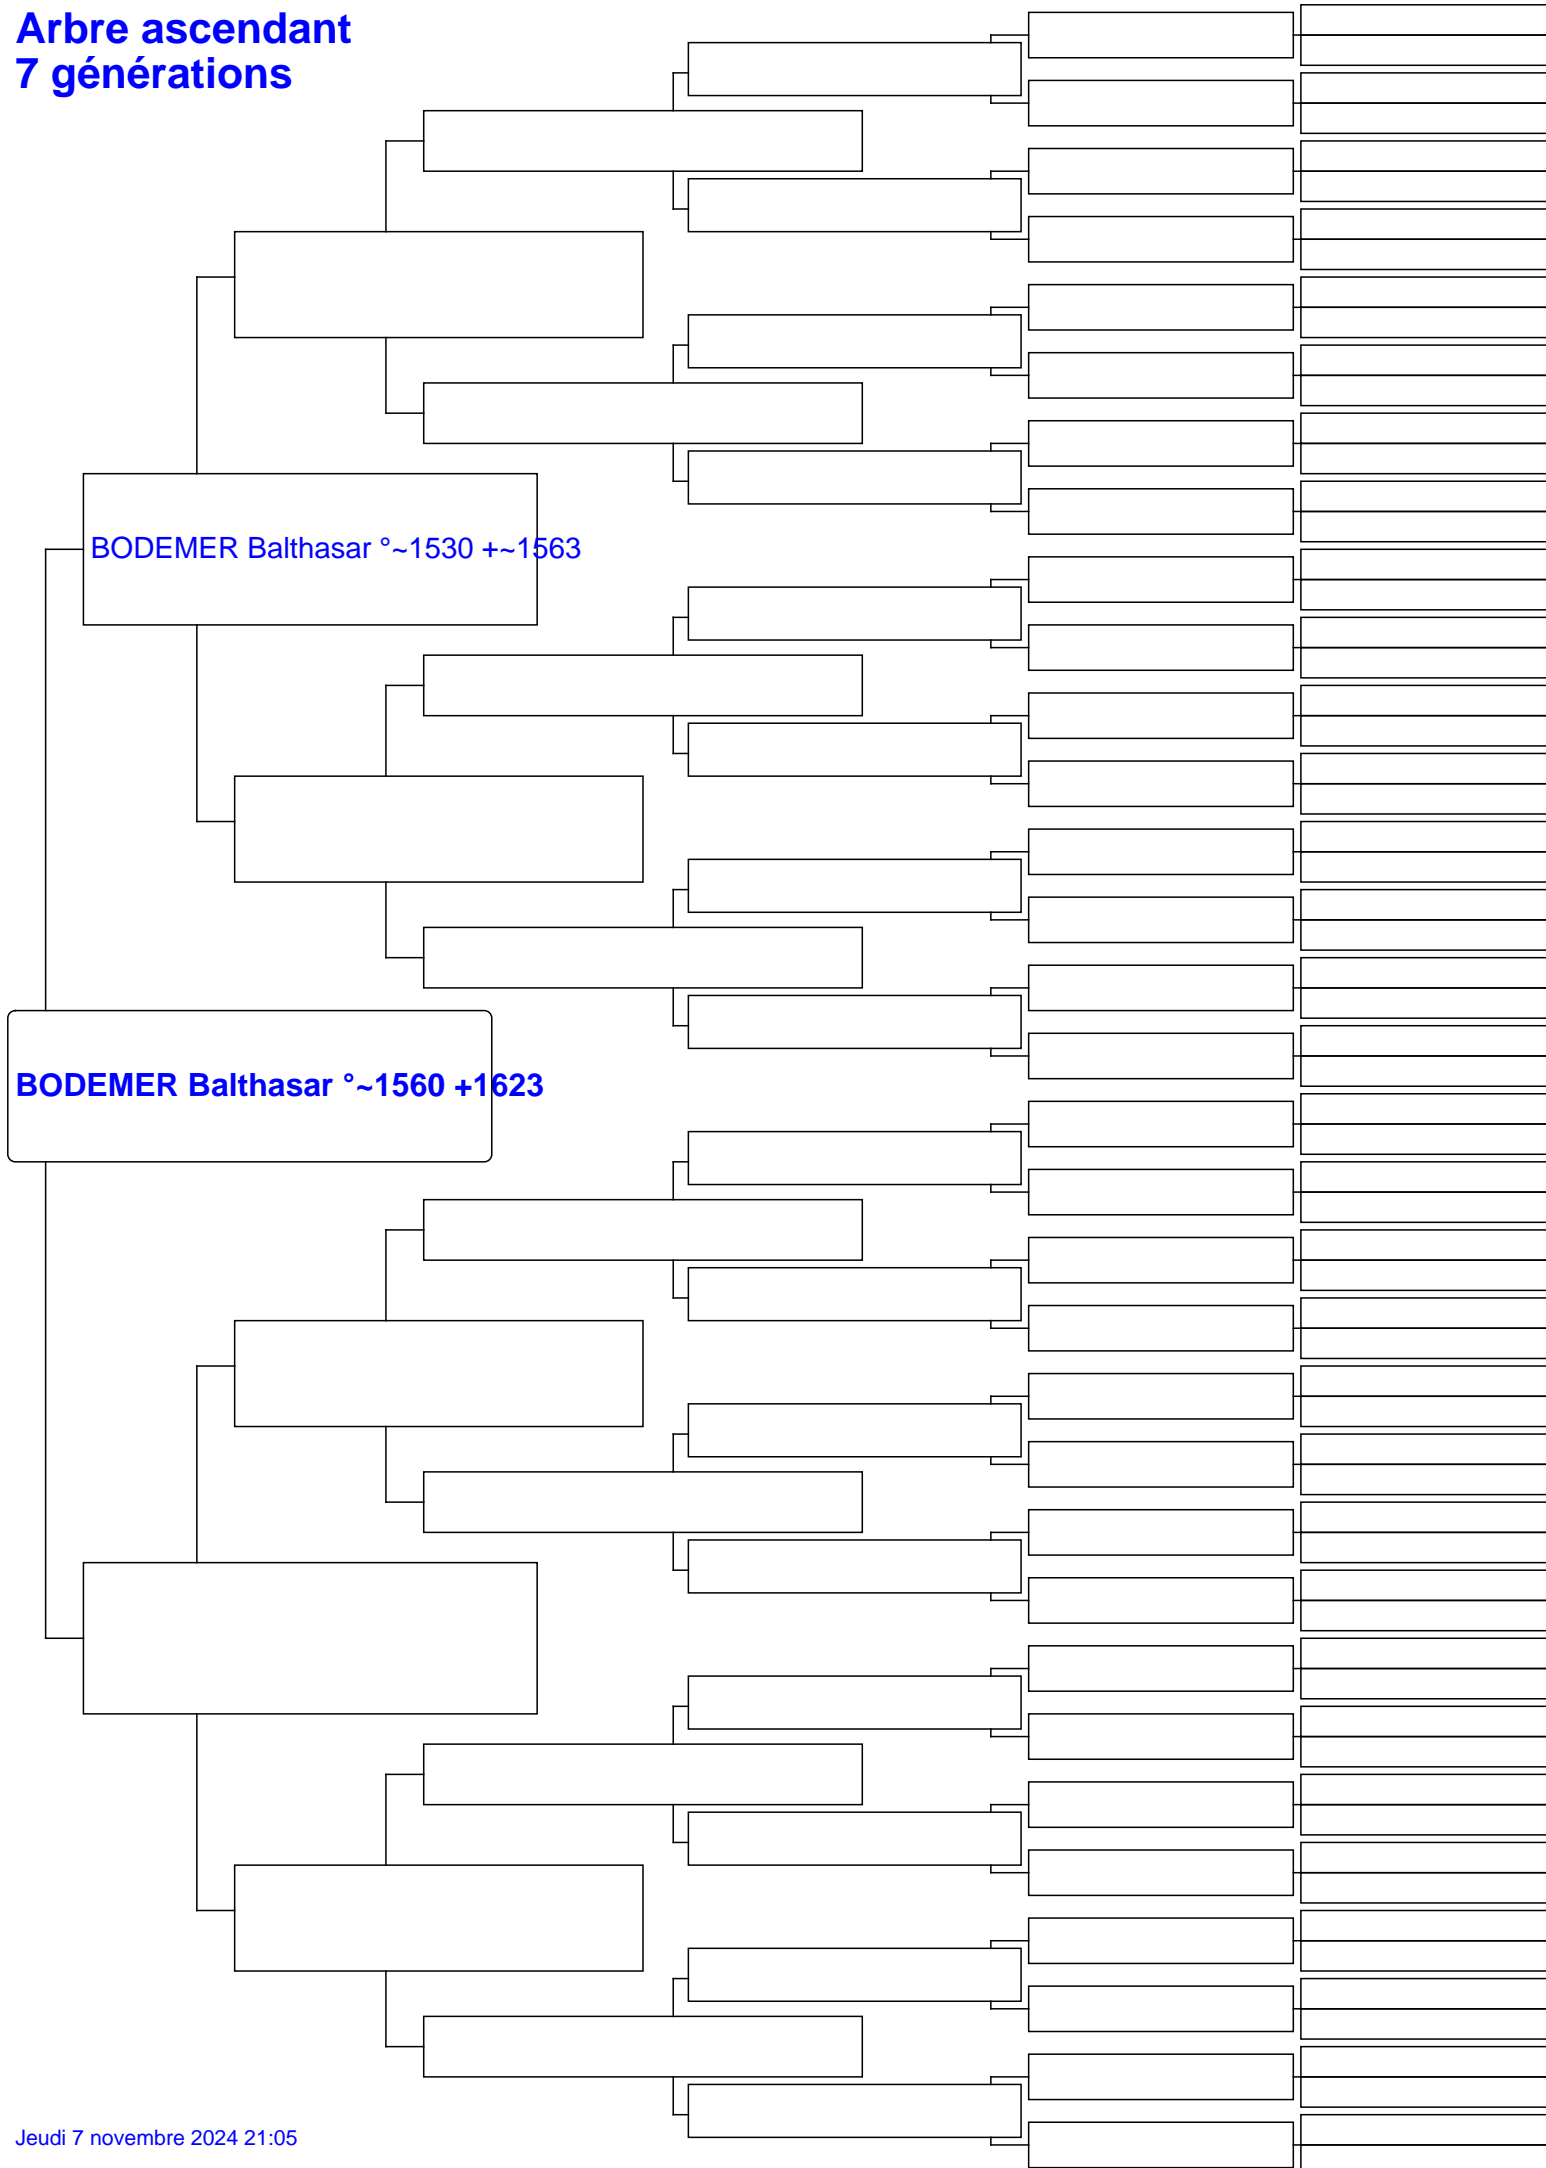 Arbre ascendant
7 générations
BODEMER Balthasar °~1530 +~1563
BODEMER Balthasar °~1560 +1623
Jeudi 7 novembre 2024 21:05